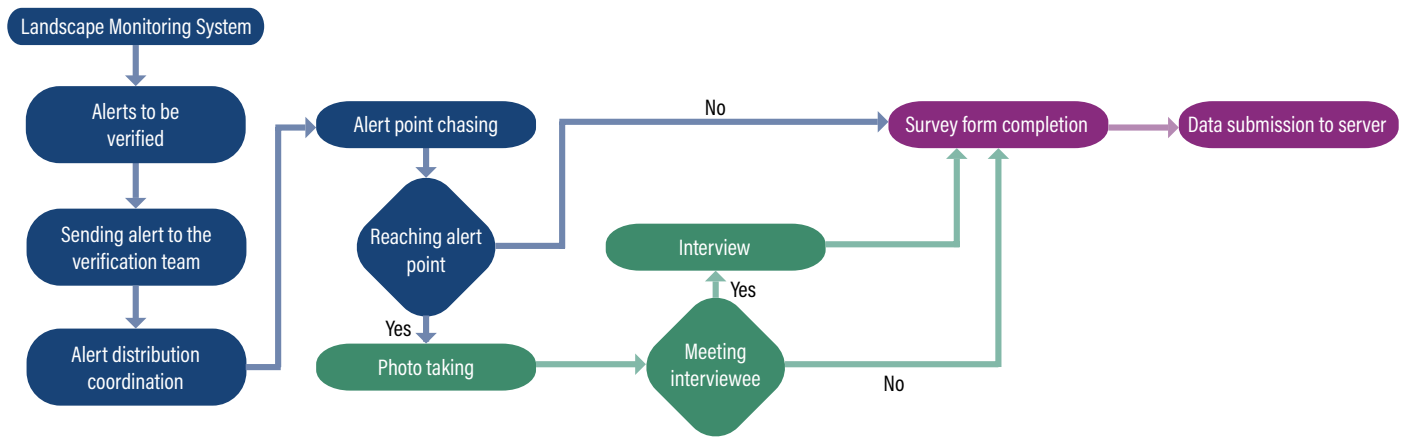 Landscape Monitoring System
Alerts to be
verified
Sending alert to the
verification team
Alert distribution
coordination
Alert point chasing
Reaching alert
point
Yes
No
Photo taking
Meeting
interviewee
Yes
No
Interview
Survey form completion
Data submission to server